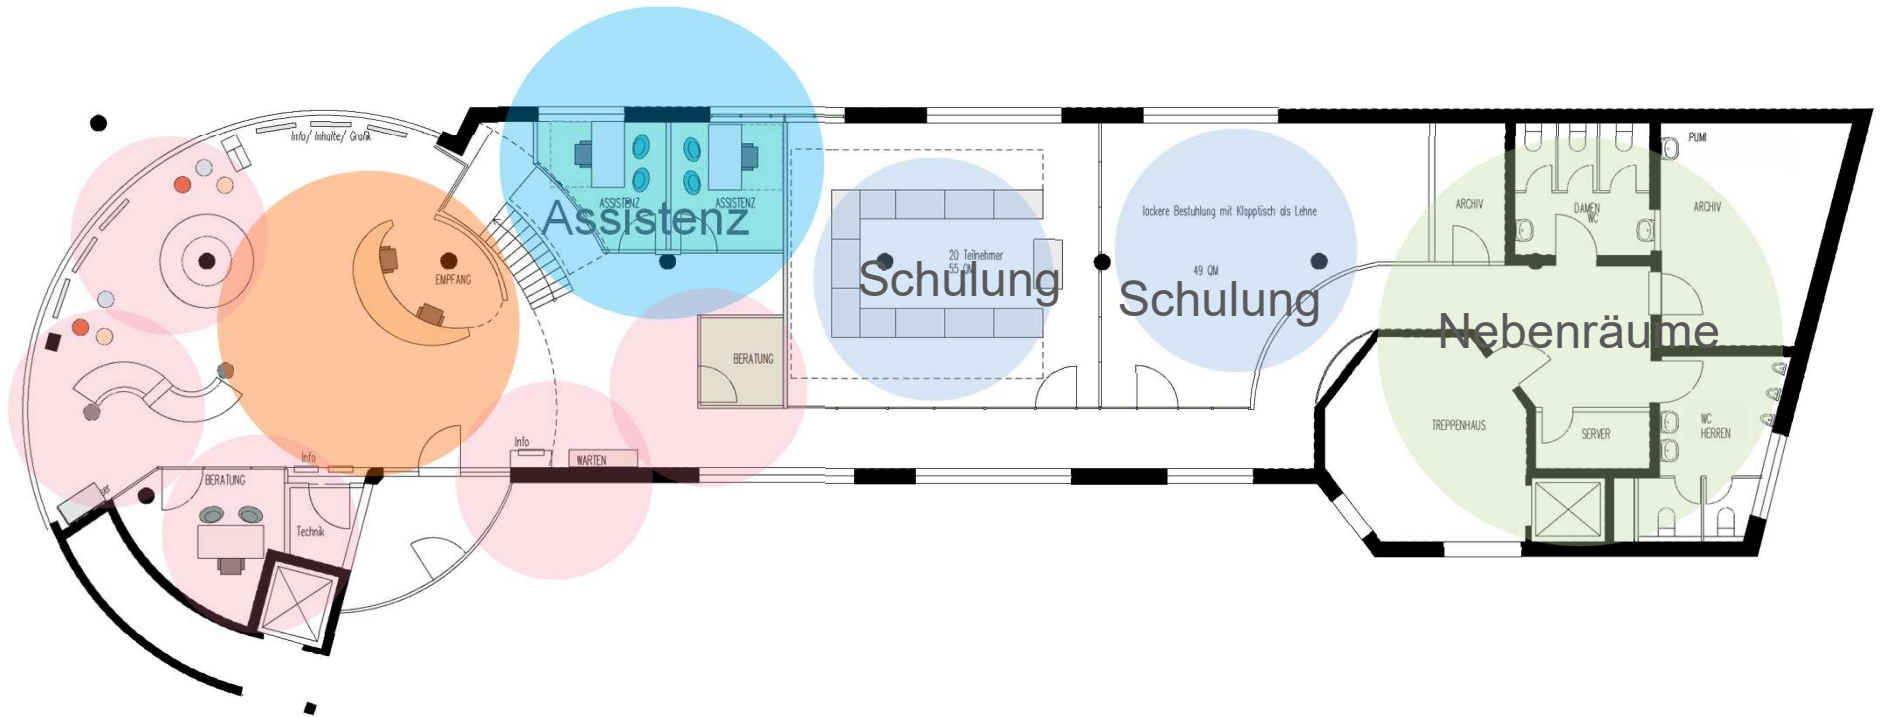 Info/ Inhalte/ Grafik
EMPFANG
ASSISTENZ
ASSISTENZ
Assistenz
BERATUNG
20 Teilnehmer
55 QM
Schulung
lockere Bestuhlung mit Klapptisch als Lehne
49 QM
Schulung
ARCHIV
DAMEN
WC
PUMI
ARCHIV
Nebenräume
TREPPENHAUS
SERVER
WC
HERREN
Info
WARTEN
Info
BERATUNG
Technik